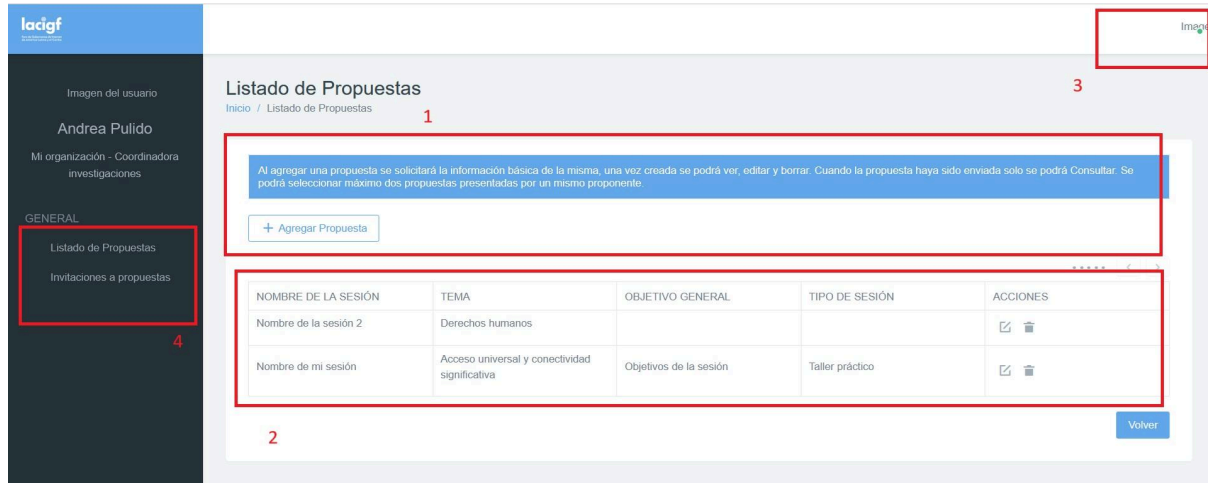 lacigf
Image
3
Imagen del usuario
Andrea Pulido
Mi organización - Coordinadora
investigaciones
GENERAL
Listado de Propuestas
Invitaciones a propuestas
4
Listado de Propuestas
Inicio / Listado de Propuestas
1
Al agregar una propuesta se solicitará la información básica de la misma, una vez creada se podrá ver, editar y borrar. Cuando la propuesta haya sido enviada solo se podrá Consultar. Se
podrá seleccionar máximo dos propuestas presentadas por un mismo proponente.
+ Agregar Propuesta
NOMBRE DE LA SESIÓN TEMA OBJETIVO GENERAL TIPO DE SESIÓN ACCIONES
Nombre de la sesión 2 Derechos humanos
Nombre de mi sesión Acceso universal y conectividad significativa Objetivos de la sesión Taller práctico
2
Volver